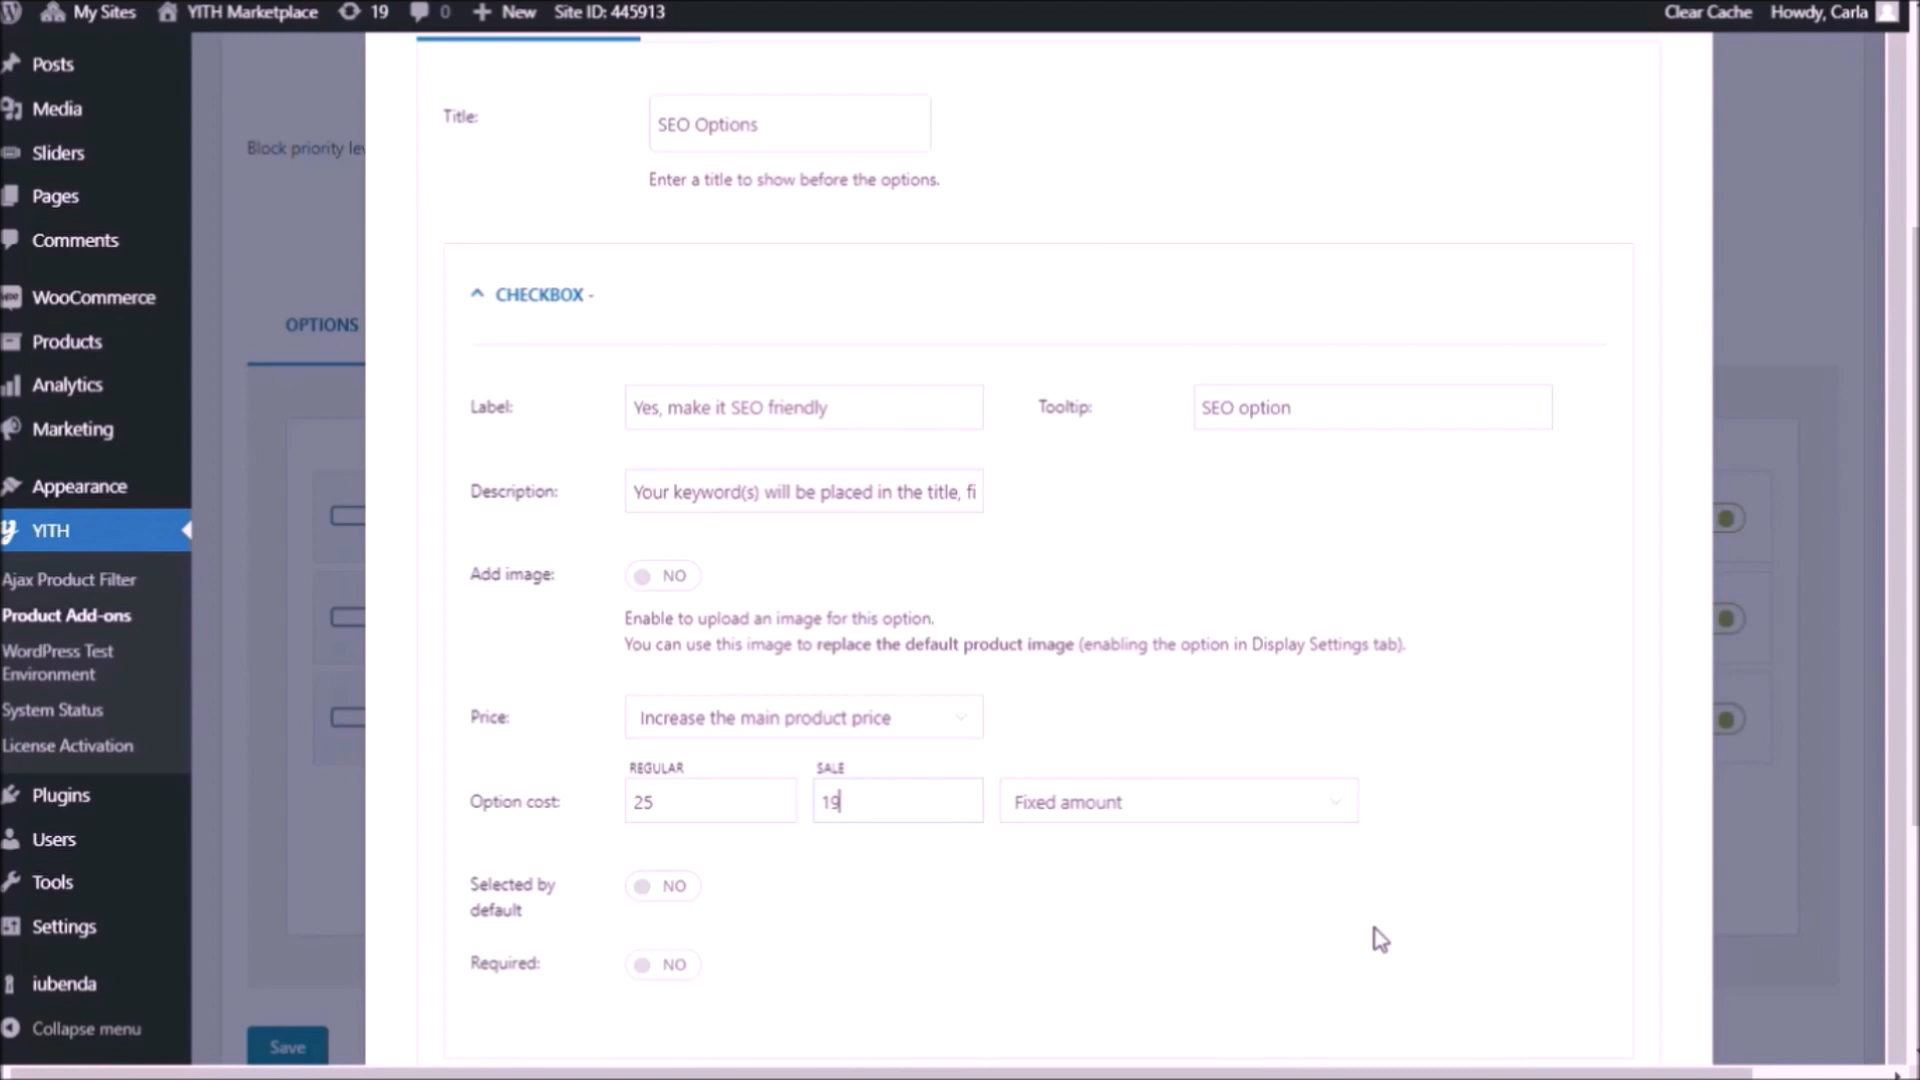 My Sites YITH Marketplace 19 0 New Site ID: 445913 Clear Cache Howdy, Carla
Posts
Media
Sliders
Pages
Comments
WooCommerce
Products
Analytics
Marketing
Appearance
YITH
Ajax Product Filter
Product Add-ons
WordPress Test
Environment
System Status
License Activation
Plugins
Users
Tools
Settings
iubenda
Collapse menu
Block priority lev
OPTIONS
Save
Title: SEO Options
Enter a title to show before the options.
CHECKBOX -
Label: Yes, make it SEO friendly Tooltip: SEO option
Description: Your keyword(s) will be placed in the title, fi
Add image: NO
Enable to upload an image for this option.
You can use this image to replace the default product image (enabling the option in Display Settings tab).
Price: Increase the main product price
REGULAR SALE
Option cost: 25 19 Fixed amount
Selected by
default NO
Required: NO